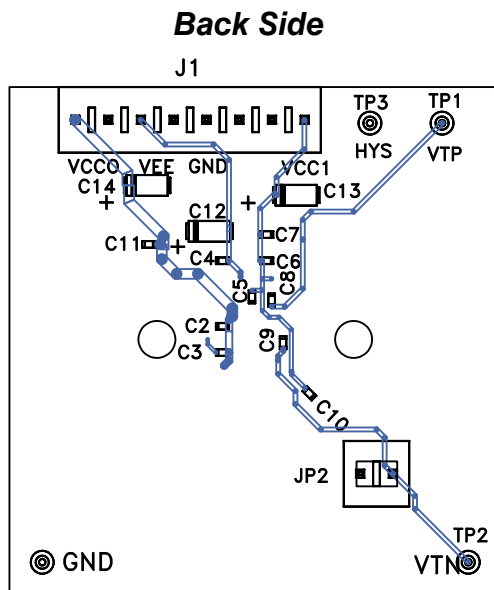 Back Side
J1
TP3
TP1
HYS
VTP
VCCO VEE GND VCC1
C14
C13
C12
C7
C11
C4
C6
C5
C8
C2
C3
C9
C10
JP2
TP2
GND
VTN